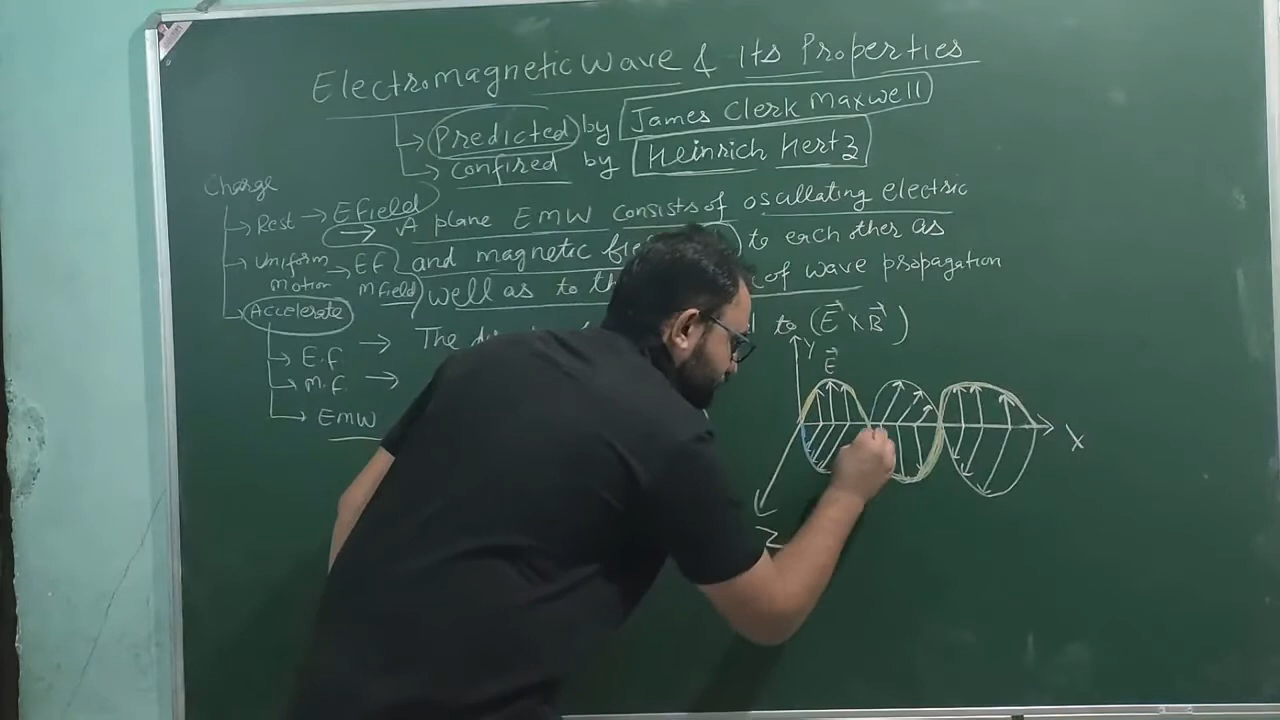 Electromagnetic Wave & Its Properties
Predicted by James Clerk Maxwell
confired by Heinrich Hertz
Charge
Rest → E field
→ A plane EMW consists of oscillating electric
Uniform motion → EF
M field
and magnetic to each other as
well as to of wave propagation
Accelerate
→ The to (E⃗ X B⃗)
E.F
M.f
EMW
→
Y
E⃗
X
Z